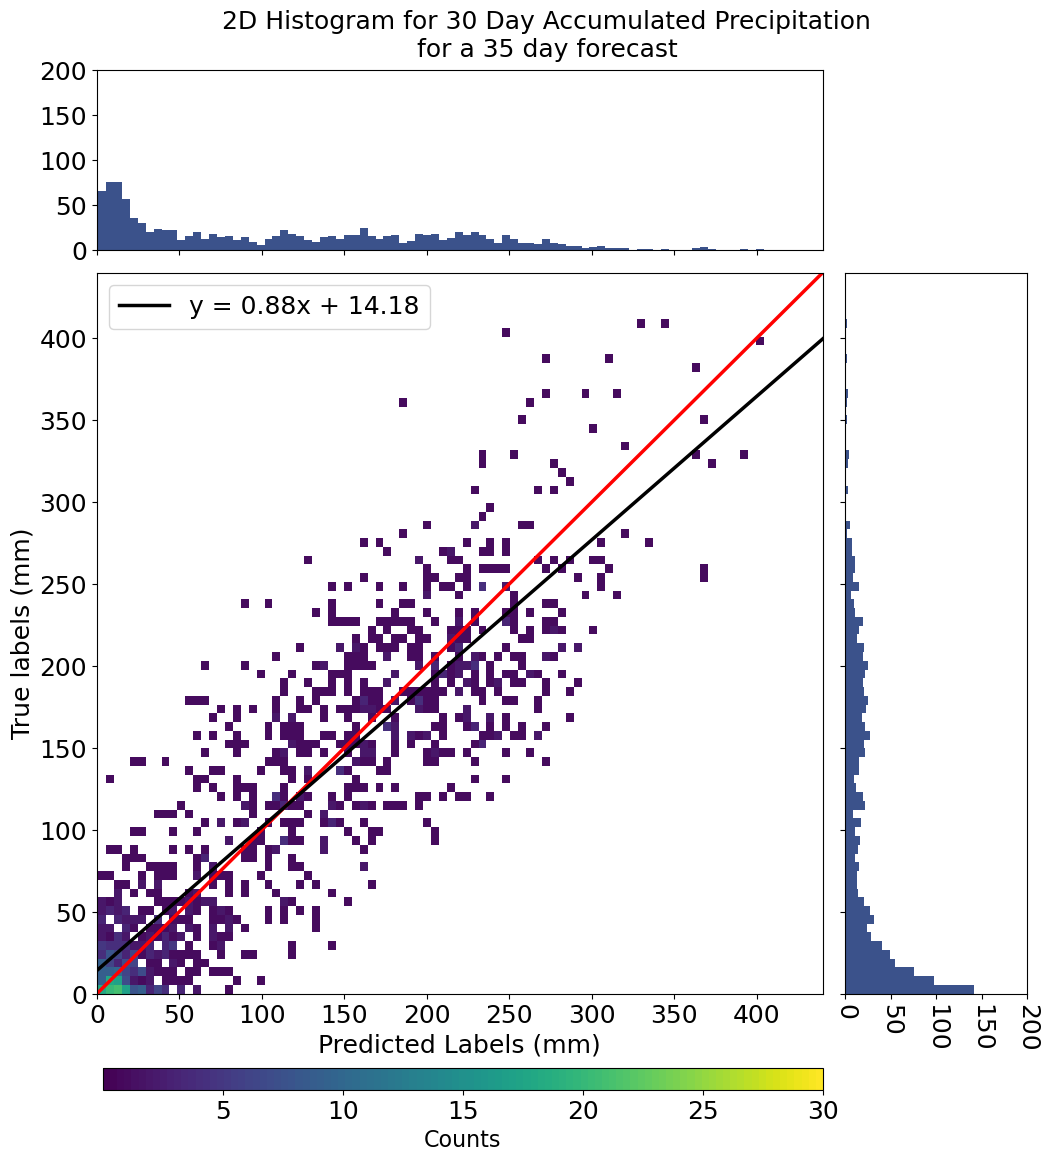 2D Histogram for 30 Day Accumulated Precipitation
for a 35 day forecast
200
150
100
50
0
y = 0.88x + 14.18
400
350
300
250
200
150
100
50
0
True labels (mm)
0 50 100 150 200 250 300 350 400
Predicted Labels (mm)
0 50 100 150 200
5 10 15 20 25 30
Counts